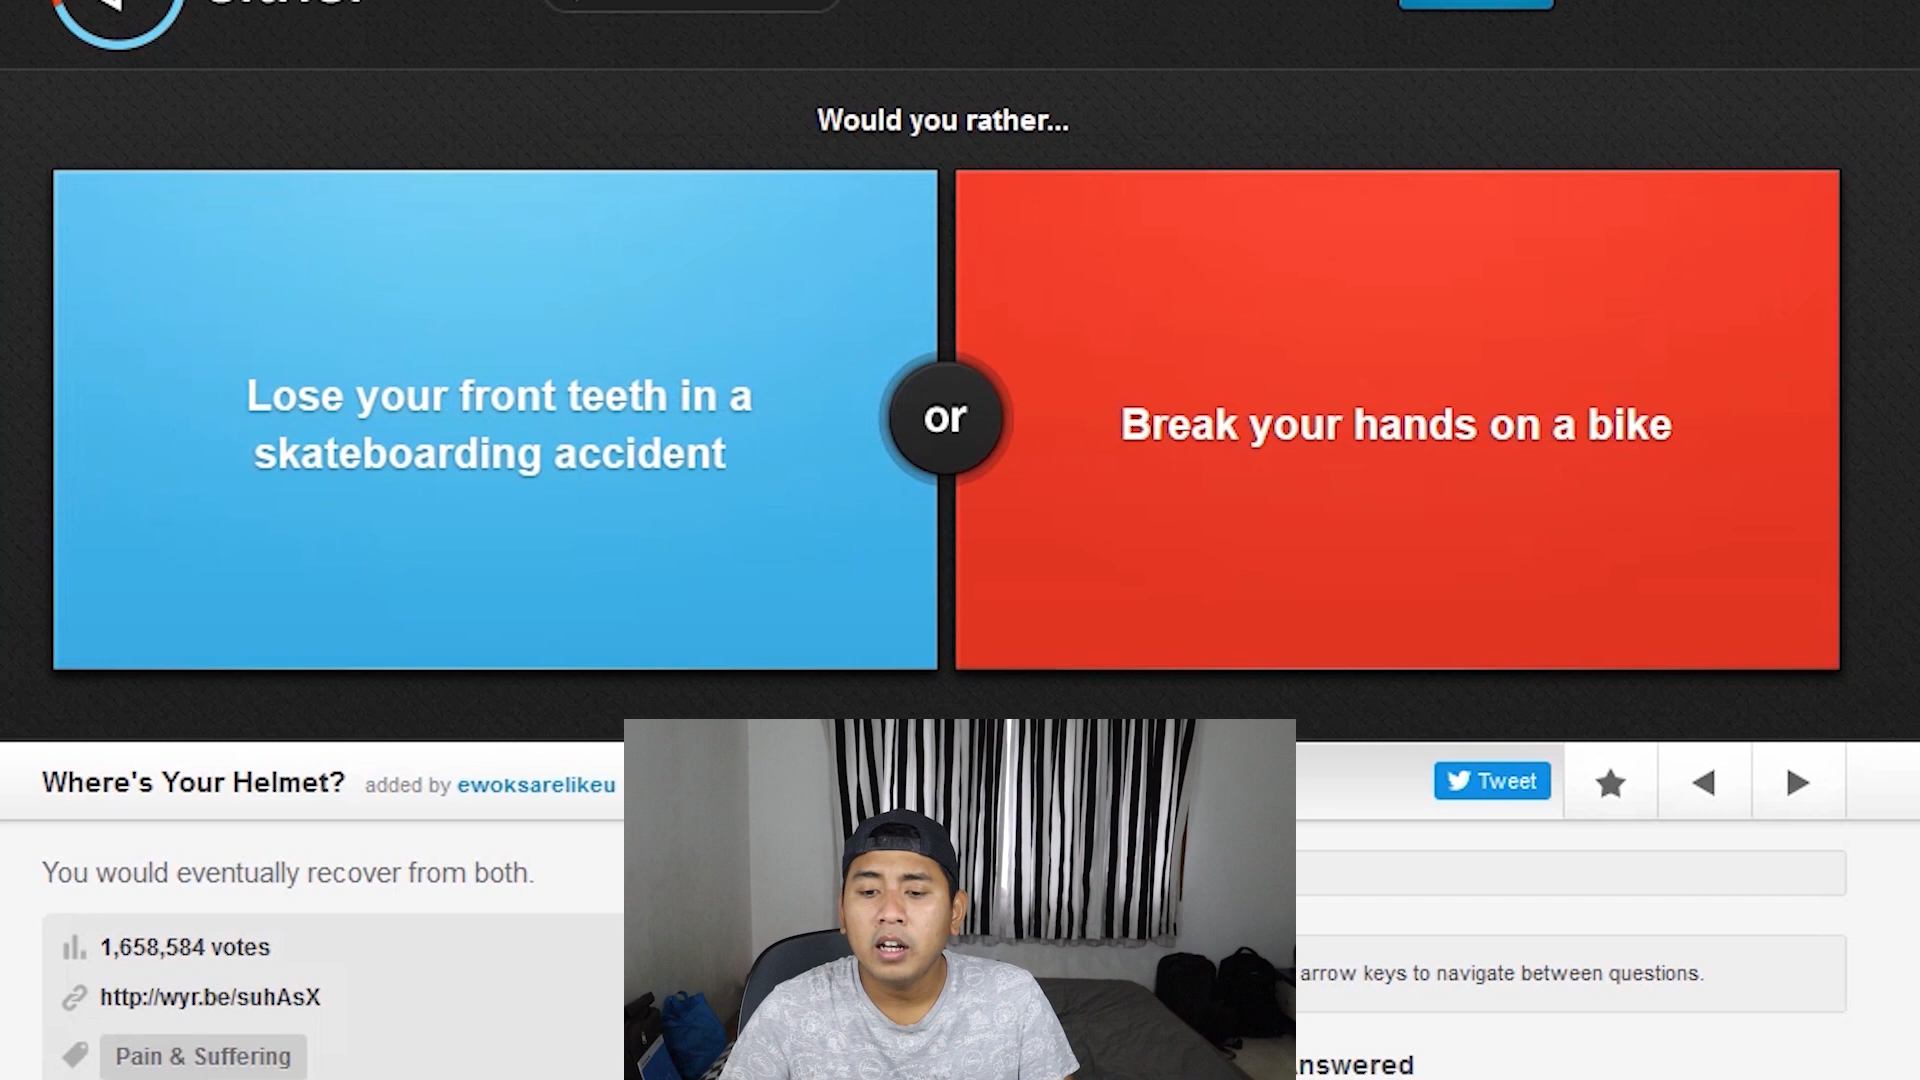 Would you rather...
Lose your front teeth in a
skateboarding accident
or
Break your hands on a bike
Where's Your Helmet? added by ewoksarelikeu
Tweet
You would eventually recover from both.
1,658,584 votes
arrow keys to navigate between questions.
http://wyr.be/suhAsX
Pain & Suffering